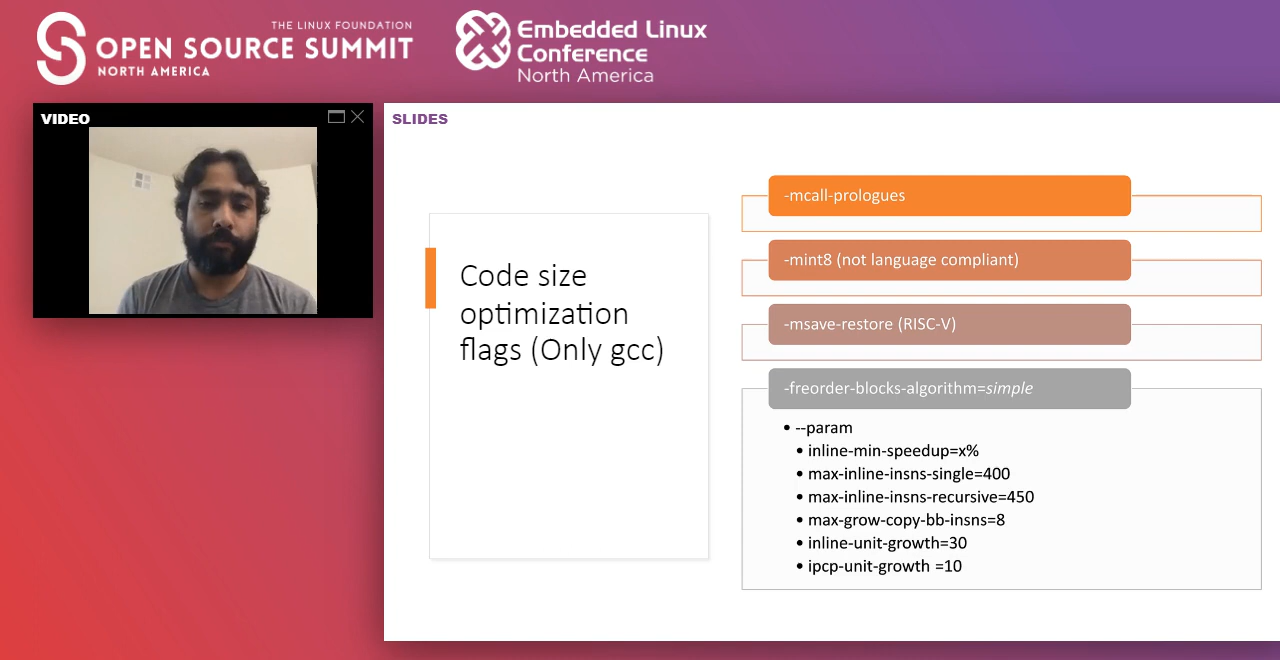 THE LINUX FOUNDATION
OPEN SOURCE SUMMIT
NORTH AMERICA
Embedded Linux
Conference
North America
VIDEO
SLIDES
Code size
optimization
flags (Only gcc)
-mcall-prologues
-mint8 (not language compliant)
-msave-restore (RISC-V)
-freorder-blocks-algorithm=simple
• --param
• inline-min-speedup=x%
• max-inline-insns-single=400
• max-inline-insns-recursive=450
• max-grow-copy-bb-insns=8
• inline-unit-growth=30
• ipcp-unit-growth =10